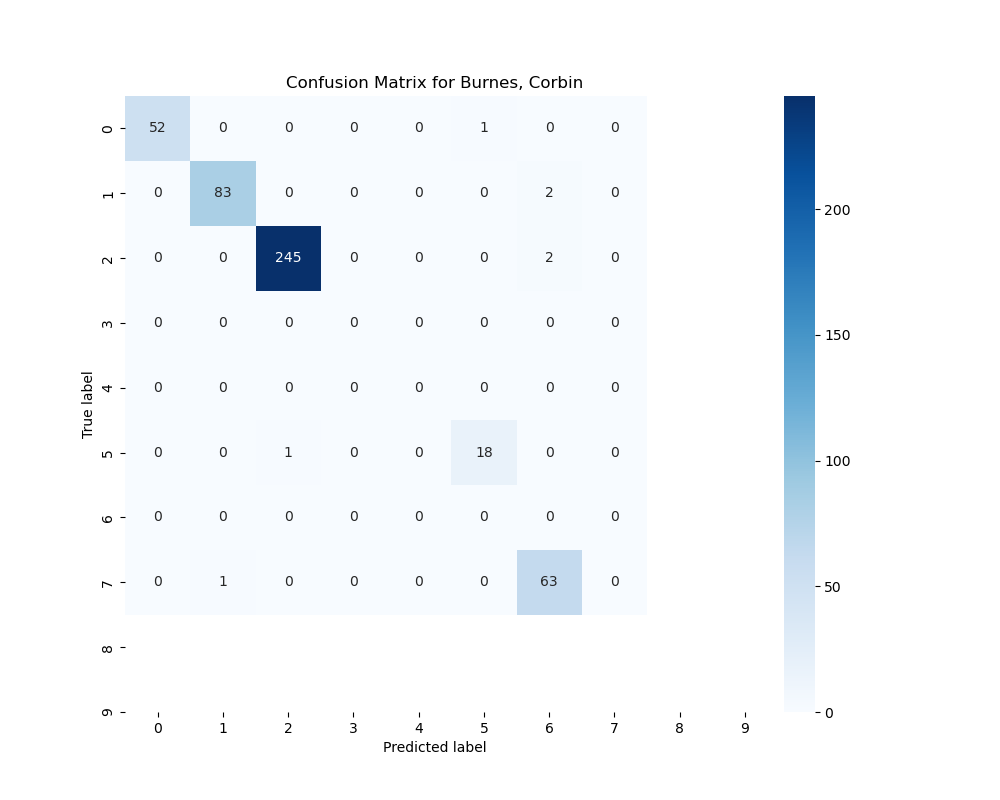 Confusion Matrix for Burnes, Corbin
0 52 0 0 0 0 1 0 0
1 0 83 0 0 0 0 2 0
2 0 0 245 0 0 0 2 0
3 0 0 0 0 0 0 0 0
4 0 0 0 0 0 0 0 0
5 0 0 1 0 0 18 0 0
6 0 0 0 0 0 0 0 0
7 0 1 0 0 0 0 63 0
8
9
True label
0 1 2 3 4 5 6 7 8 9
Predicted label
200
150
100
50
0